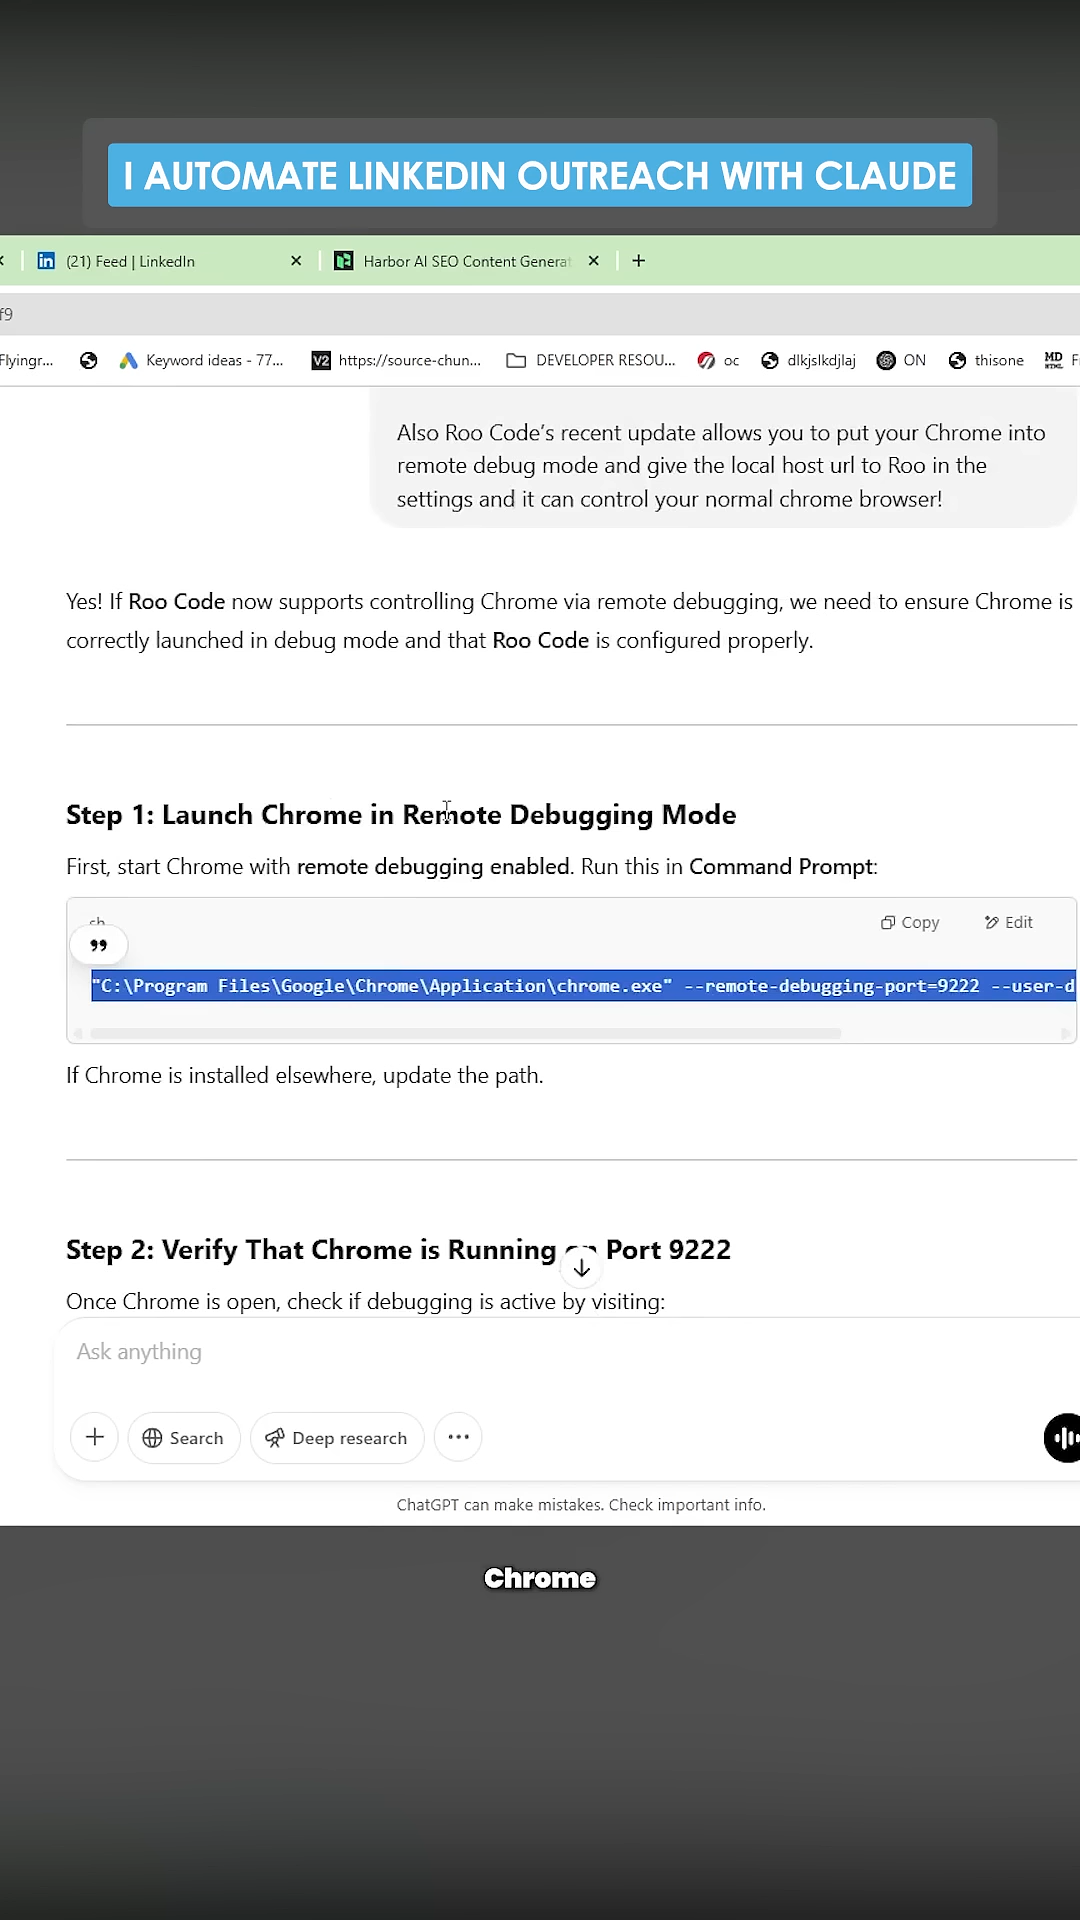 I AUTOMATE LINKEDIN OUTREACH WITH CLAUDE
(21) Feed | LinkedIn
Harbor AI SEO Content Generat
f9
Flyingr...
Keyword ideas - 77...
V2 https://source-chun...
DEVELOPER RESOU...
oc
dlkjslkdjlaj
ON
thisone
MD
HTML
Also Roo Code's recent update allows you to put your Chrome into
remote debug mode and give the local host url to Roo in the
settings and it can control your normal chrome browser!
Yes! If Roo Code now supports controlling Chrome via remote debugging, we need to ensure Chrome is
correctly launched in debug mode and that Roo Code is configured properly.
Step 1: Launch Chrome in Remote Debugging Mode
First, start Chrome with remote debugging enabled. Run this in Command Prompt:
sh
Copy
Edit
"C:\Program Files\Google\Chrome\Application\chrome.exe" --remote-debugging-port=9222 --user-d
If Chrome is installed elsewhere, update the path.
Step 2: Verify That Chrome is Running on Port 9222
Once Chrome is open, check if debugging is active by visiting:
Ask anything
Search
Deep research
ChatGPT can make mistakes. Check important info.
Chrome